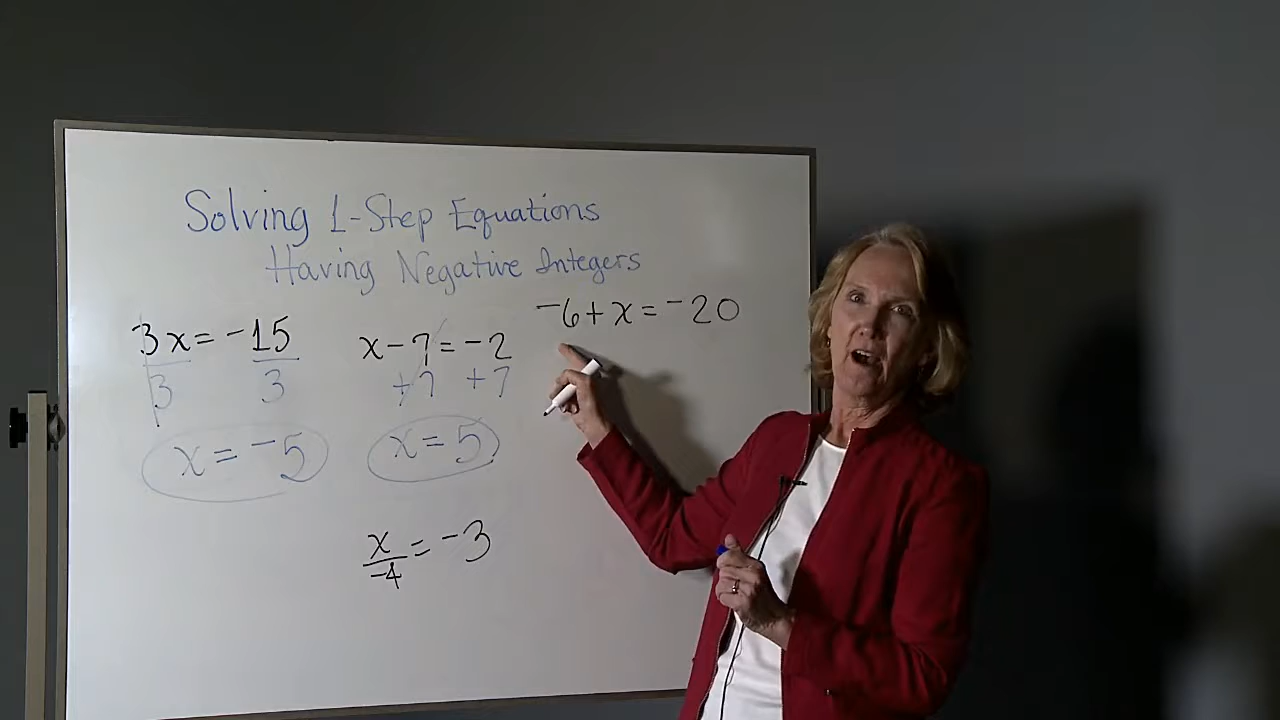 Solving 1-Step Equations
Having Negative Integers
3x = -15
3 3
x = -5
x - 7 = -2
+7 +7
x = 5
x
-4
= -3
-6 + x = -20